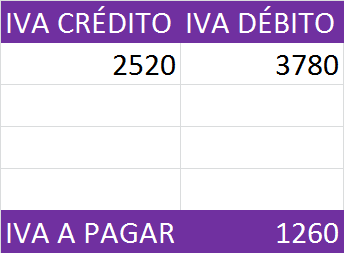 IVA CRÉDITO IVA DÉBITO
2520 3780
IVA A PAGAR 1260